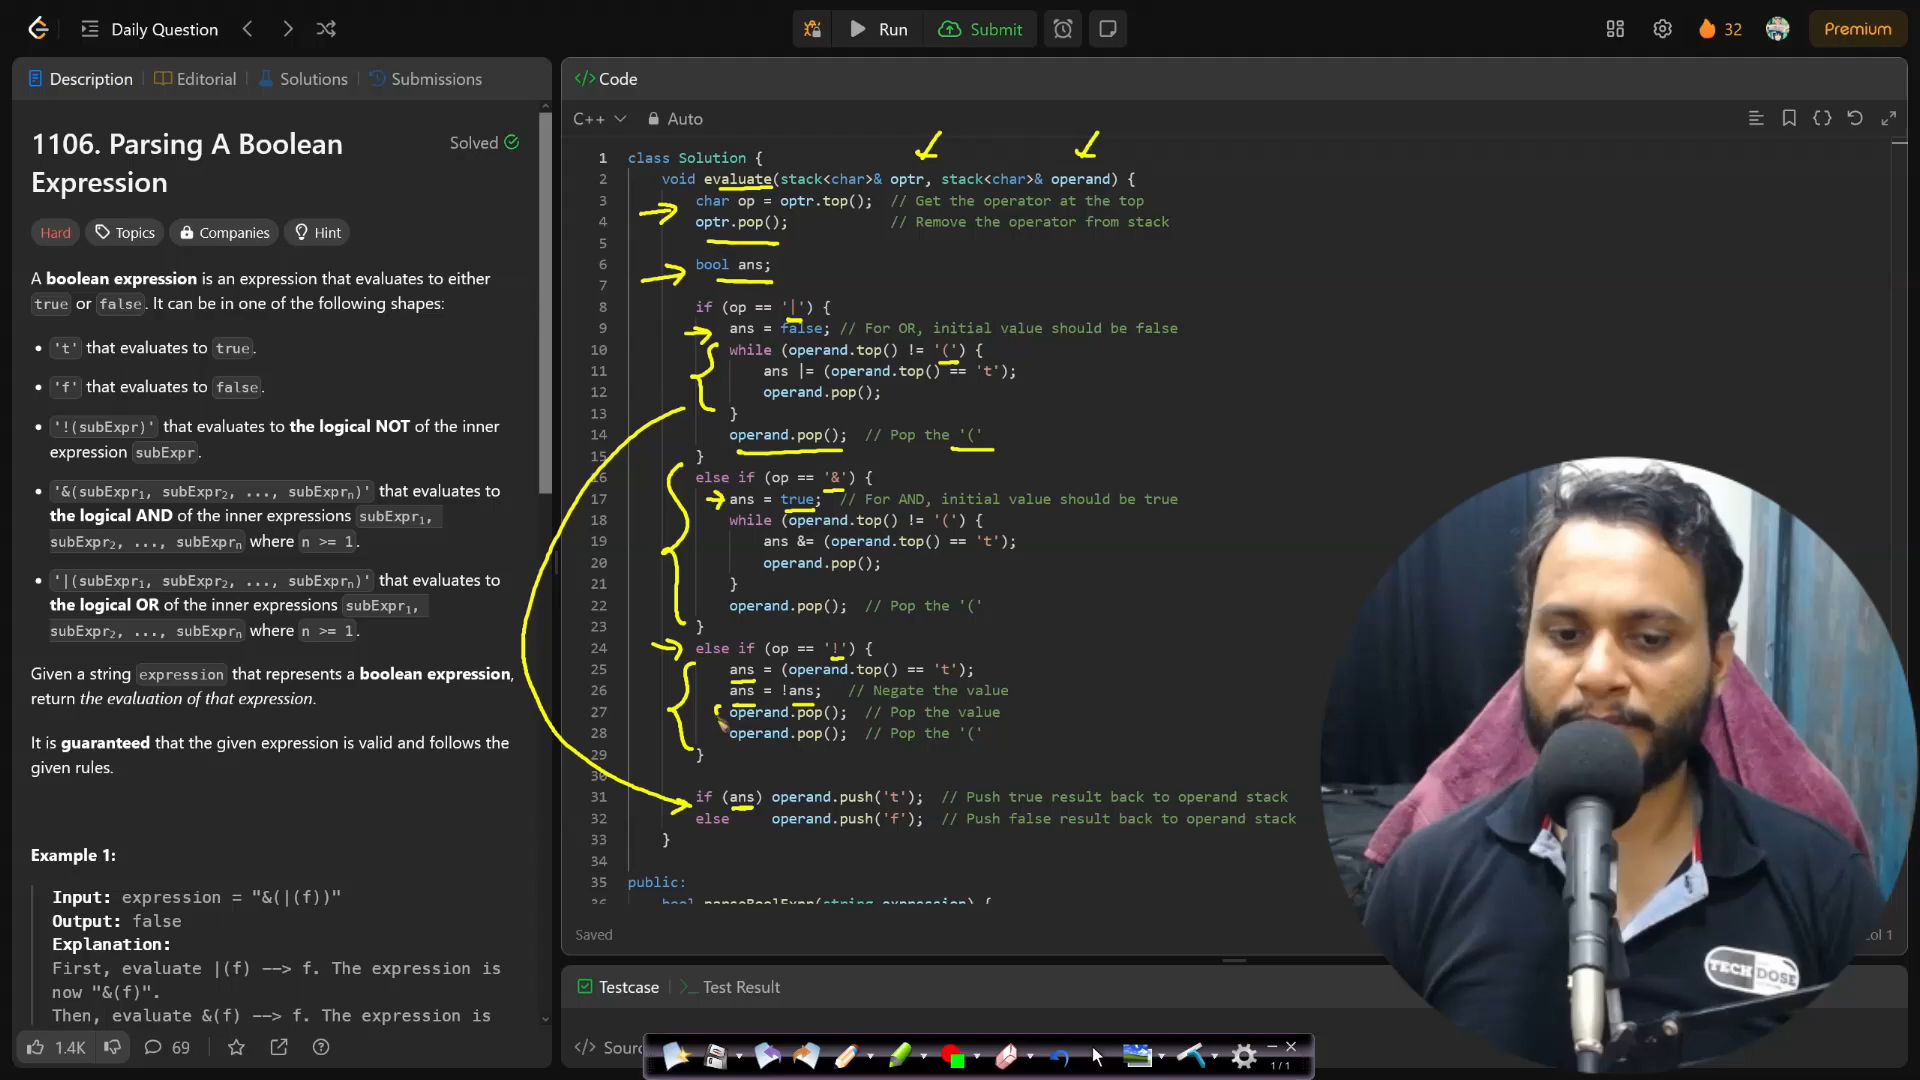 Daily Question
Run
Submit
32
Premium
Description
Editorial
Solutions
Submissions
1106. Parsing A Boolean Expression
Solved
Hard
Topics
Companies
Hint
A boolean expression is an expression that evaluates to either
true or false. It can be in one of the following shapes:
• 't' that evaluates to true.
• 'f' that evaluates to false.
• '!(subExpr)' that evaluates to the logical NOT of the inner
expression subExpr.
• '&(subExpr₁, subExpr₂, ..., subExprₙ)' that evaluates to
the logical AND of the inner expressions subExpr₁,
subExpr₂, ..., subExprₙ where n >= 1.
• '|(subExpr₁, subExpr₂, ..., subExprₙ)' that evaluates to
the logical OR of the inner expressions subExpr₁,
subExpr₂, ..., subExprₙ where n >= 1.
Given a string expression that represents a boolean expression,
return the evaluation of that expression.
It is guaranteed that the given expression is valid and follows the
given rules.
Example 1:
Input: expression = "&(|(f))"
Output: false
Explanation:
First, evaluate |(f) --> f. The expression is
now "&(f)".
Then, evaluate &(f) --> f. The expression is
1.4K
69
</> Code
C++
Auto
1 class Solution {
2 void evaluate(stack<char>& optr, stack<char>& operand) {
3 char op = optr.top(); // Get the operator at the top
4 optr.pop(); // Remove the operator from stack
5
6 bool ans;
7
8 if (op == '|') {
9 ans = false; // For OR, initial value should be false
10 while (operand.top() != '(') {
11 ans |= (operand.top() == 't');
12 operand.pop();
13 }
14 operand.pop(); // Pop the '('
15 }
16 else if (op == '&') {
17 ans = true; // For AND, initial value should be true
18 while (operand.top() != '(') {
19 ans &= (operand.top() == 't');
20 operand.pop();
21 }
22 operand.pop(); // Pop the '('
23 }
24 else if (op == '!') {
25 ans = (operand.top() == 't');
26 ans = !ans; // Negate the value
27 operand.pop(); // Pop the value
28 operand.pop(); // Pop the '('
29 }
30
31 if (ans) operand.push('t'); // Push true result back to operand stack
32 else operand.push('f'); // Push false result back to operand stack
33 }
34
35 public:
36 bool parseBoolExpr(string expression) {
Saved
Testcase
>_ Test Result
</> Sourc
1/1
TECH DOSE